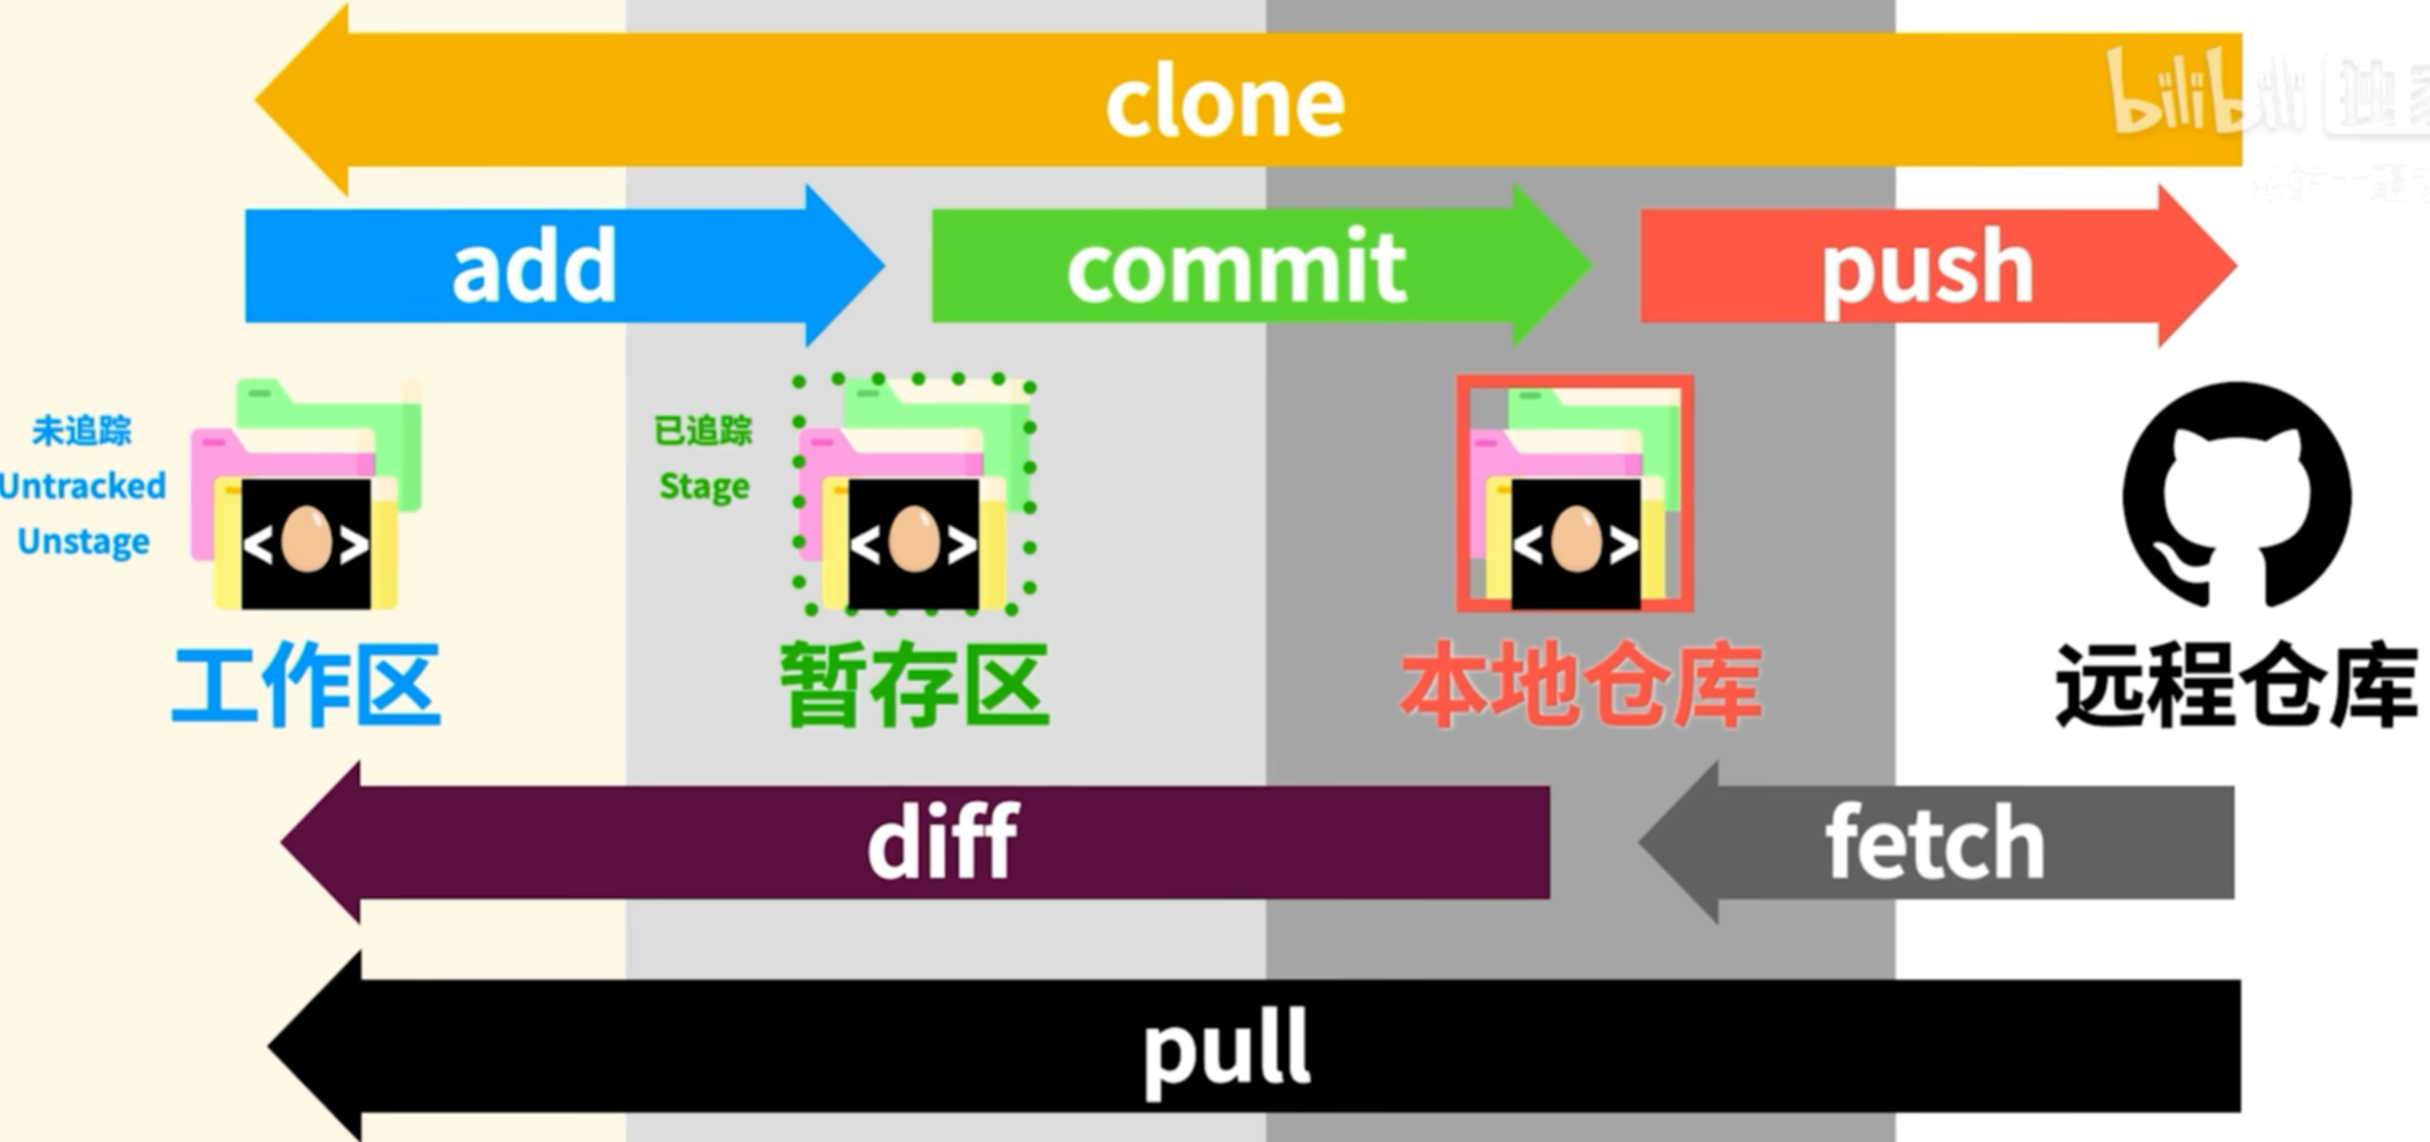 clone
bilibili 独家
add
commit
push
未追踪
Untracked
Unstage
已追踪
Stage
< >
< >
< >
工作区
暂存区
本地仓库
远程仓库
diff
fetch
pull